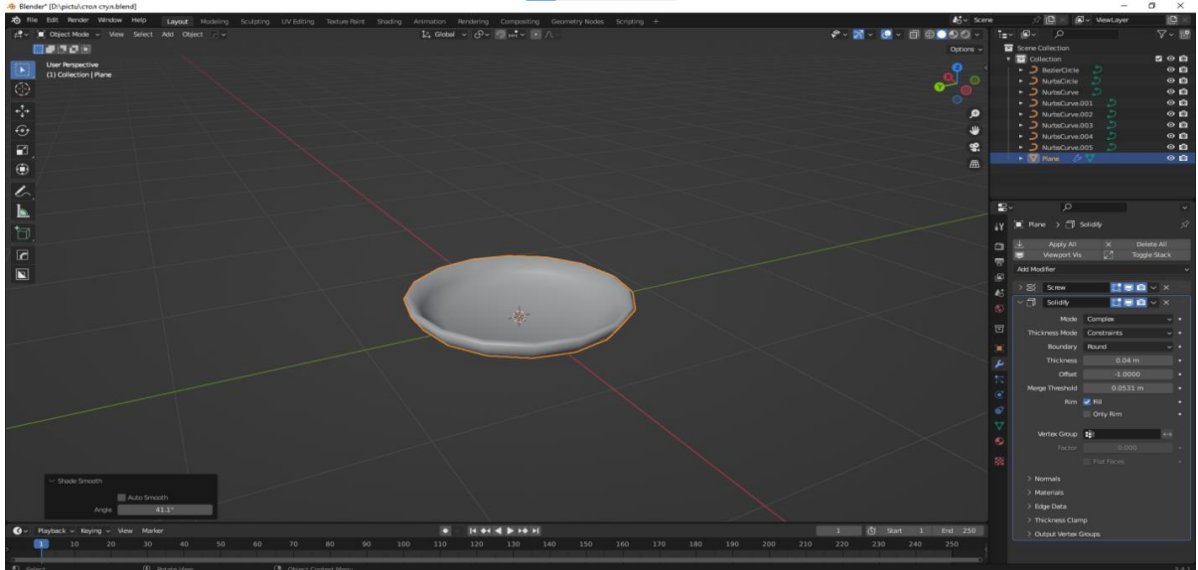 Blender* [D:\pictu\стол стул.blend]
File Edit Render Window Help Layout Modeling Sculpting UV Editing Texture Paint Shading Animation Rendering Compositing Geometry Nodes Scripting + Scene ViewLayer
Object Mode View Select Add Object Global
Options
User Perspective
(1) Collection | Plane
Z
Y
Scene Collection
Collection
BezierCircle
NurbsCircle
NurbsCurve
NurbsCurve.001
NurbsCurve.002
NurbsCurve.003
NurbsCurve.004
NurbsCurve.005
Plane
Plane > Solidify
Apply All Delete All
Viewport Vis Toggle Stack
Add Modifier
Screw
Solidify
Mode Complex
Thickness Mode Constraints
Boundary Round
Thickness 0.04 m
Offset -1.0000
Merge Threshold 0.0531 m
Rim Fill
Only Rim
Vertex Group
Factor 0.000
Flat Faces
Normals
Materials
Edge Data
Thickness Clamp
Output Vertex Groups
Shade Smooth
Auto Smooth
Angle 41.1°
Playback Keying View Marker 1 Start 1 End 250
1 10 20 30 40 50 60 70 80 90 100 110 120 130 140 150 160 170 180 190 200 210 220 230 240 250
Select Rotate View Object Context Menu